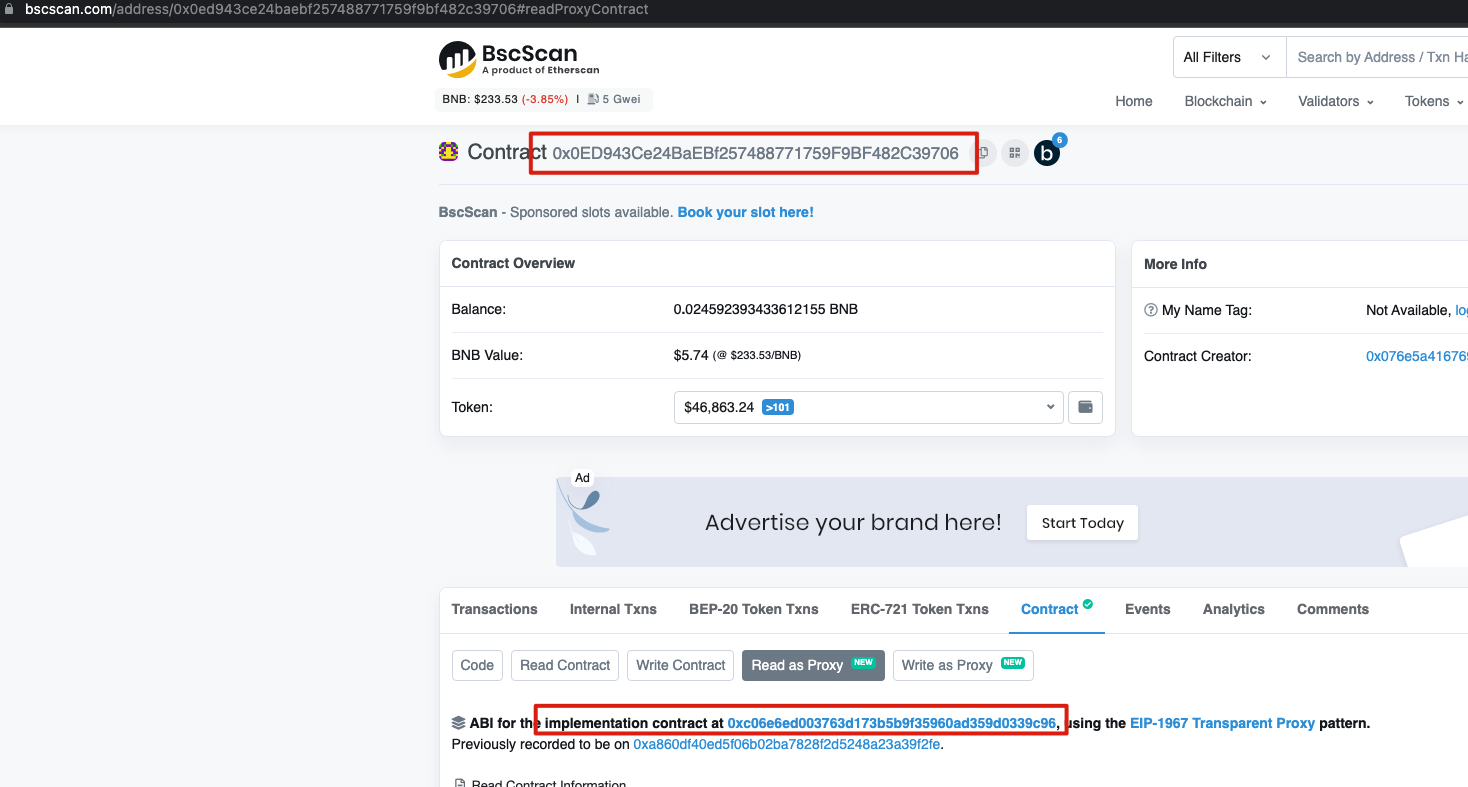 bscscan.com/address/0x0ed943ce24baebf257488771759f9bf482c39706#readProxyContract
BscScan
A product of Etherscan
All Filters
Search by Address / Txn Ha
BNB: $233.53 (-3.85%) | 5 Gwei
Home Blockchain Validators Tokens
Contract 0x0ED943Ce24BaEBf257488771759F9BF482C39706
b 6
BscScan - Sponsored slots available. Book your slot here!
Contract Overview
Balance: 0.024592393433612155 BNB
BNB Value: $5.74 (@ $233.53/BNB)
Token: $46,863.24 >101
More Info
My Name Tag: Not Available, log
Contract Creator: 0x076e5a416769
Ad
Advertise your brand here! Start Today
Transactions Internal Txns BEP-20 Token Txns ERC-721 Token Txns Contract Events Analytics Comments
Code Read Contract Write Contract Read as Proxy NEW Write as Proxy NEW
ABI for the implementation contract at 0xc06e6ed003763d173b5b9f35960ad359d0339c96, using the EIP-1967 Transparent Proxy pattern.
Previously recorded to be on 0xa860df40ed5f06b02ba7828f2d5248a23a39f2fe.
Read Contract Information